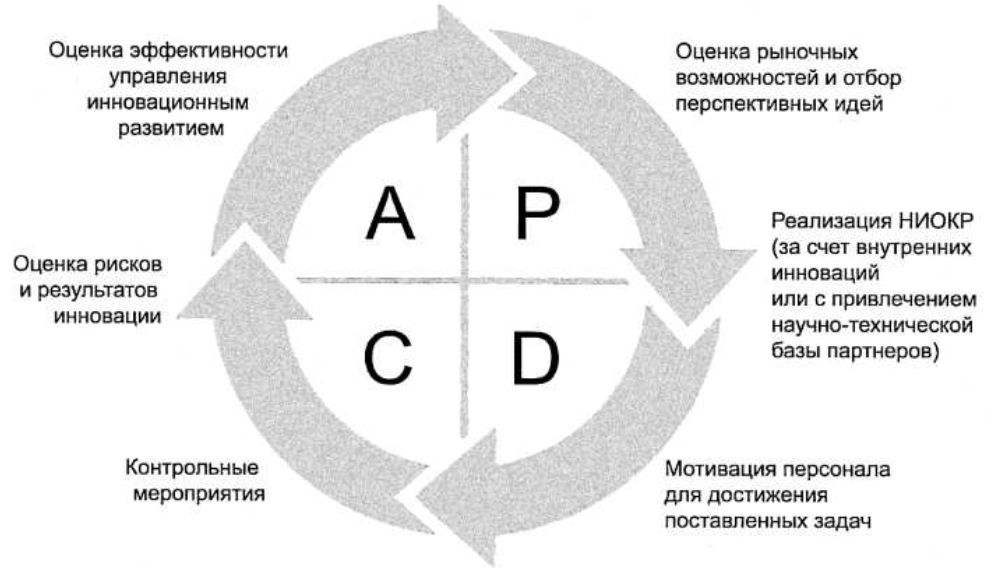 Оценка эффективности
управления
инновационным
развитием
Оценка рыночных
возможностей и отбор
перспективных идей
A
P
Реализация НИОКР
(за счет внутренних
инноваций
или с привлечением
научно-технической
базы партнеров)
Оценка рисков
и результатов
инновации
C
D
Контрольные
мероприятия
Мотивация персонала
для достижения
поставленных задач